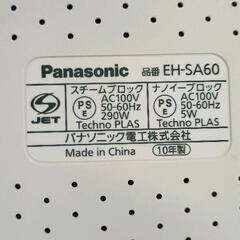 Panasonic 品番 EH-SA60
スチームブロック
AC100V
50-60Hz
290W
Techno PLAS
ナノイーブロック
AC100V
50-60Hz
5W
Techno PLAS
PS
E
PS
E
S
JET
パナソニック電工株式会社
Made in China 10年製